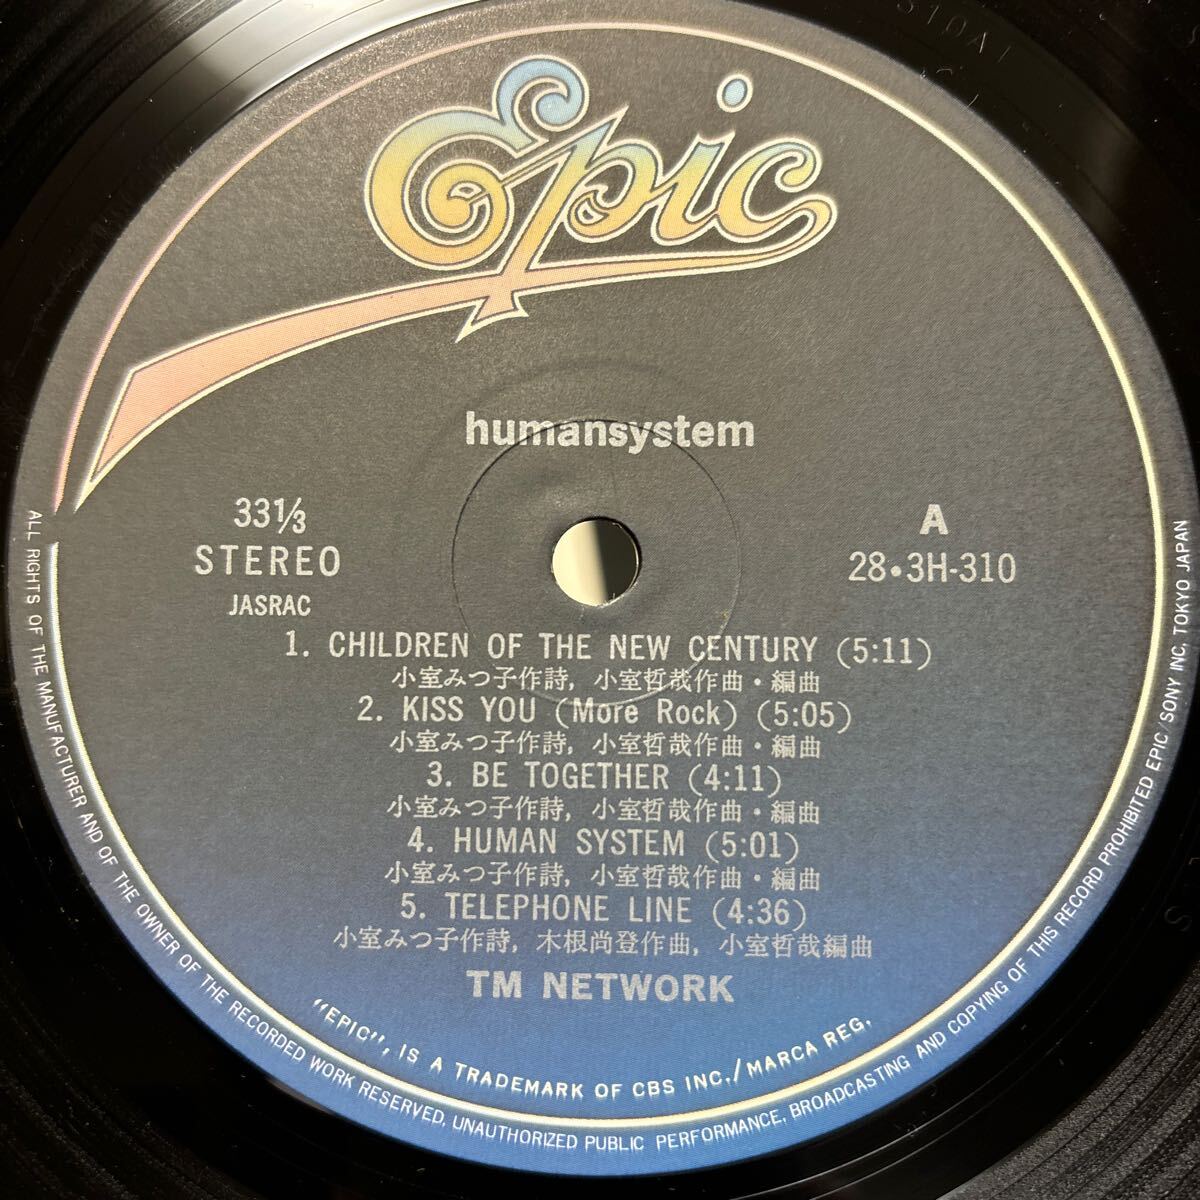 Epic
humansystem
33⅓
STEREO
JASRAC
A
28・3H-310
1. CHILDREN OF THE NEW CENTURY (5:11)
小室みつ子作詩, 小室哲哉作曲・編曲
2. KISS YOU (More Rock) (5:05)
小室みつ子作詩, 小室哲哉作曲・編曲
3. BE TOGETHER (4:11)
小室みつ子作詩, 小室哲哉作曲・編曲
4. HUMAN SYSTEM (5:01)
小室みつ子作詩, 小室哲哉作曲・編曲
5. TELEPHONE LINE (4:36)
小室みつ子作詩, 木根尚登作曲, 小室哲哉編曲
TM NETWORK
"EPIC", IS A TRADEMARK OF CBS INC./MARCA REG.
ALL RIGHTS OF THE MANUFACTURER AND OF THE OWNER OF THE RECORDED WORK RESERVED, UNAUTHORIZED PUBLIC PERFORMANCE, BROADCASTING AND COPYING OF THIS RECORD PROHIBITED EPIC/SONY INC, TOKYO JAPAN